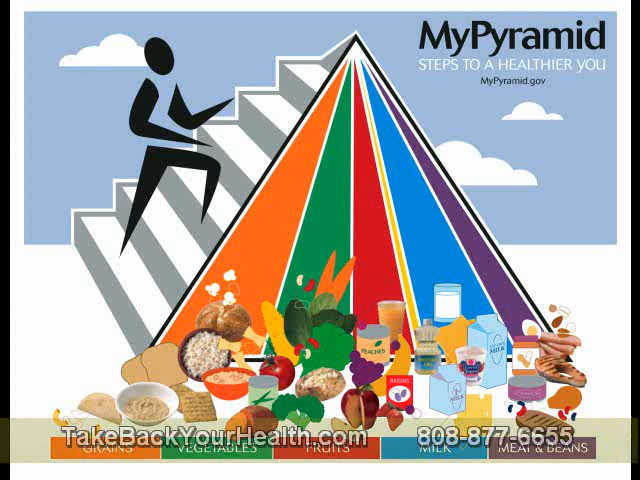 MyPyramid
STEPS TO A HEALTHIER YOU
MyPyramid.gov
PEACHES
RAISINS
MILK
MILK
TakeBackYourHealth.com 808-877-6655
GRAINS VEGETABLES FRUITS MILK MEAT & BEANS